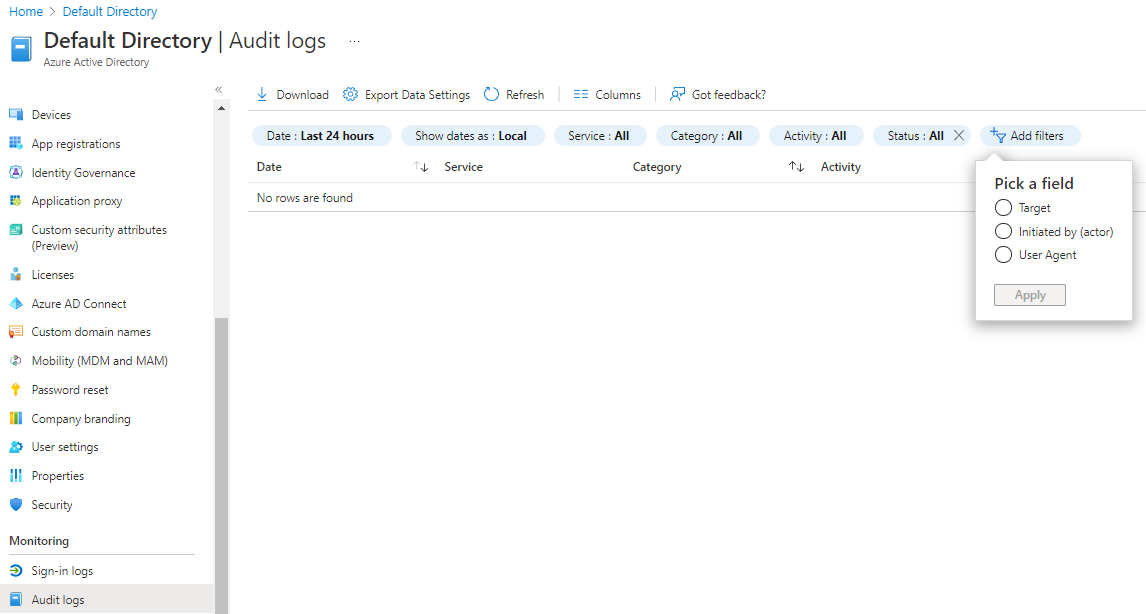 Home > Default Directory
Default Directory | Audit logs ...
Azure Active Directory
«
Devices
App registrations
Identity Governance
Application proxy
Custom security attributes
(Preview)
Licenses
Azure AD Connect
Custom domain names
Mobility (MDM and MAM)
Password reset
Company branding
User settings
Properties
Security
Monitoring
Sign-in logs
Audit logs
Download Export Data Settings Refresh Columns Got feedback?
Date : Last 24 hours Show dates as : Local Service : All Category : All Activity : All Status : All Add filters
Date Service Category Activity
No rows are found
Pick a field
Target
Initiated by (actor)
User Agent
Apply